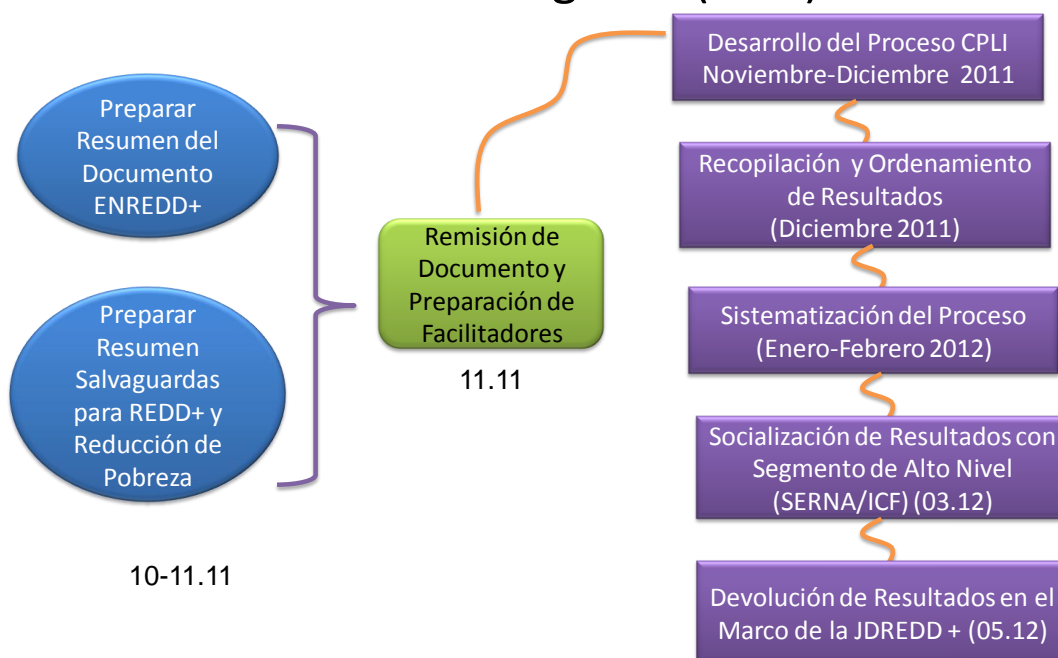 Preparar
Resumen del
Documento
ENREDD+
Preparar
Resumen
Salvaguardas
para REDD+ y
Reducción de
Pobreza
10-11.11
Remisión de
Documento y
Preparación de
Facilitadores
11.11
Desarrollo del Proceso CPLI
Noviembre-Diciembre 2011
Recopilación y Ordenamiento
de Resultados
(Diciembre 2011)
Sistematización del Proceso
(Enero-Febrero 2012)
Socialización de Resultados con
Segmento de Alto Nivel
(SERNA/ICF) (03.12)
Devolución de Resultados en el
Marco de la JDREDD + (05.12)